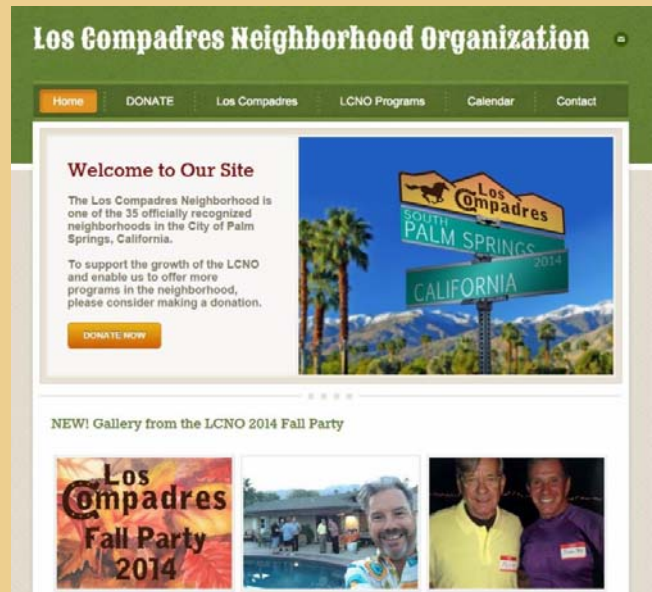 Los Compadres Neighborhood Organization
Home DONATE Los Compadres LCNO Programs Calendar Contact
Welcome to Our Site
The Los Compadres Neighborhood is
one of the 35 officially recognized
neighborhoods in the City of Palm
Springs, California.
To support the growth of the LCNO
and enable us to offer more
programs in the neighborhood,
please consider making a donation.
DONATE NOW
Los
Compadres
SOUTH
PALM SPRINGS
2014
CALIFORNIA
NEW! Gallery from the LCNO 2014 Fall Party
Los
Compadres
Fall Party
2014